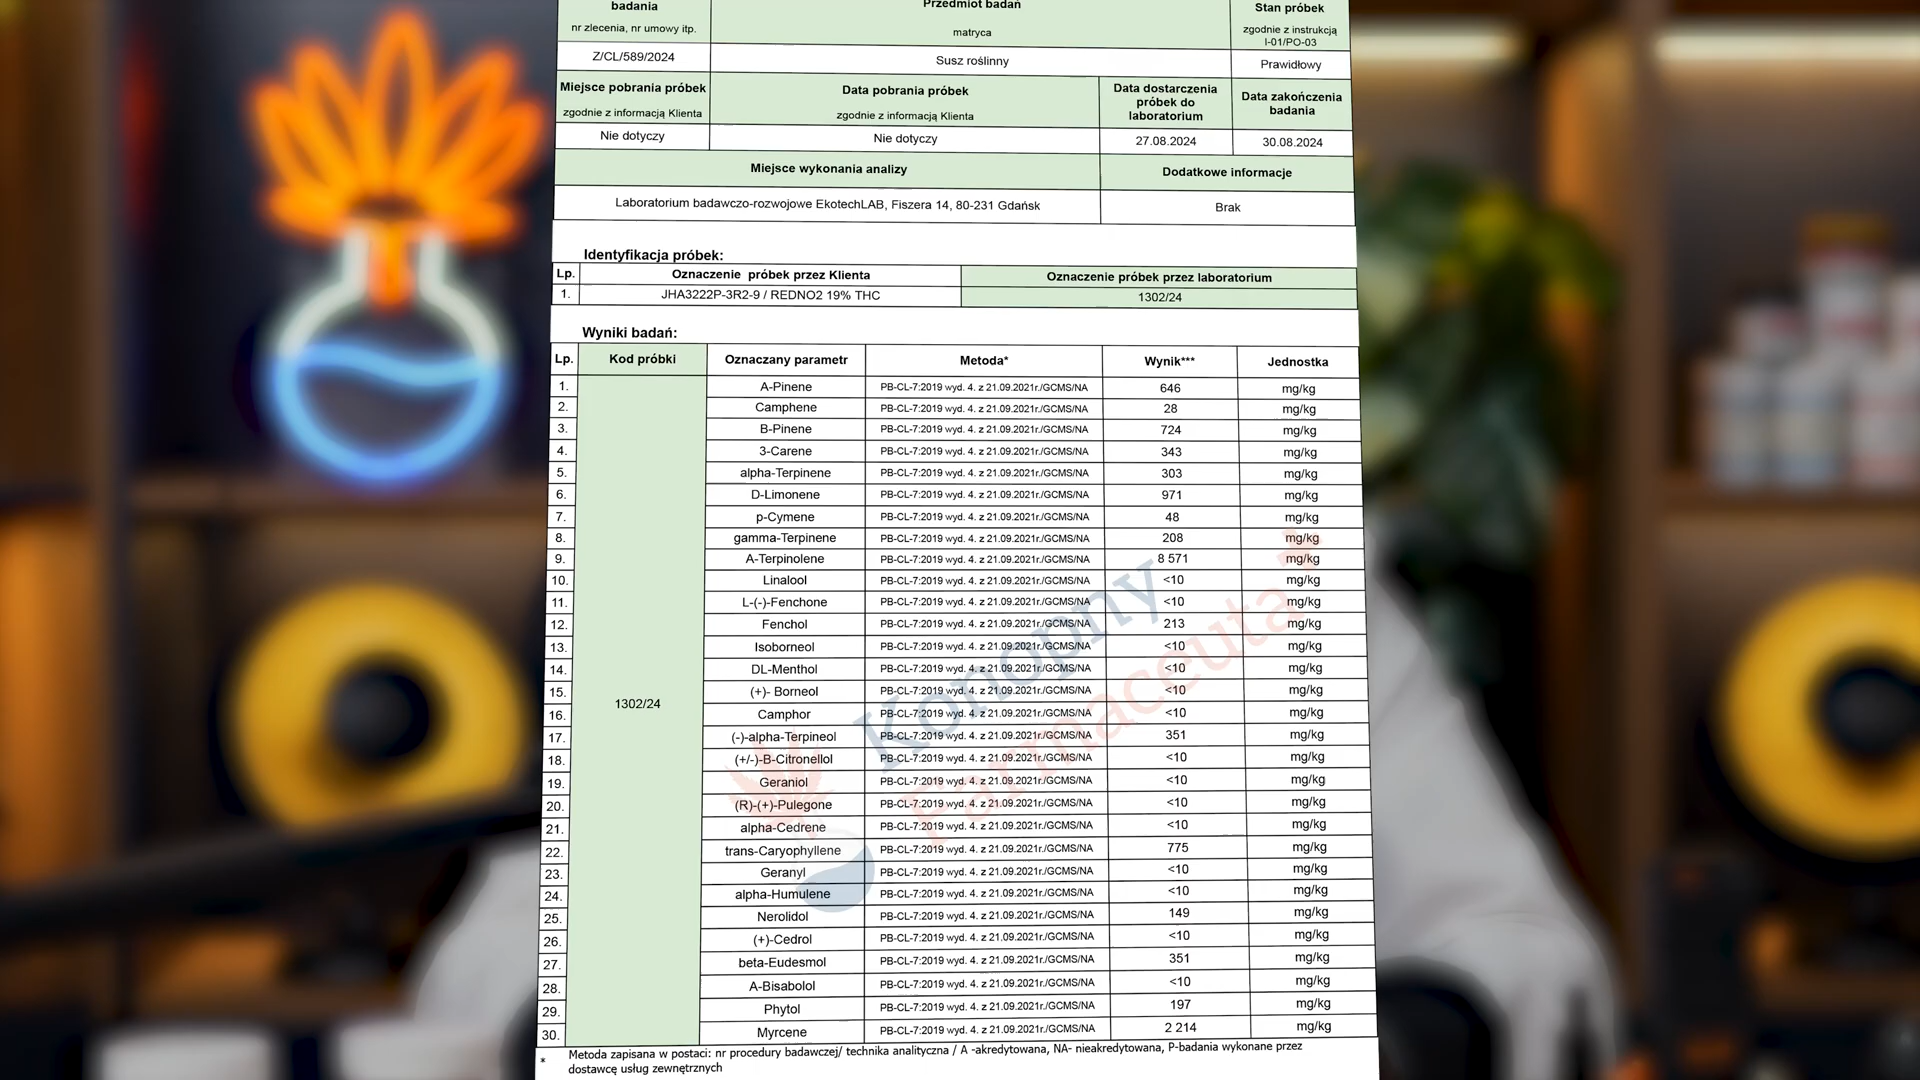 badania Przedmiot badań Stan próbek
nr zlecenia, nr umowy itp. matryca zgodnie z instrukcją
I-01/PO-03
Z/CL/589/2024 Susz roślinny Prawidłowy
Miejsce pobrania próbek Data pobrania próbek Data dostarczenia próbek do laboratorium Data zakończenia badania
zgodnie z informacją Klienta zgodnie z informacją Klienta
Nie dotyczy Nie dotyczy 27.08.2024 30.08.2024
Miejsce wykonania analizy Dodatkowe informacje
Laboratorium badawczo-rozwojowe EkotechLAB, Fiszera 14, 80-231 Gdańsk Brak
Identyfikacja próbek:
Lp. Oznaczenie próbek przez Klienta Oznaczenie próbek przez laboratorium
1. JHA3222P-3R2-9 / REDNO2 19% THC 1302/24
Wyniki badań:
Lp. Kod próbki Oznaczany parametr Metoda* Wynik*** Jednostka
1. A-Pinene PB-CL-7:2019 wyd. 4. z 21.09.2021r./GCMS/NA 646 mg/kg
2. Camphene PB-CL-7:2019 wyd. 4. z 21.09.2021r./GCMS/NA 28 mg/kg
3. B-Pinene PB-CL-7:2019 wyd. 4. z 21.09.2021r./GCMS/NA 724 mg/kg
4. 3-Carene PB-CL-7:2019 wyd. 4. z 21.09.2021r./GCMS/NA 343 mg/kg
5. alpha-Terpinene PB-CL-7:2019 wyd. 4. z 21.09.2021r./GCMS/NA 303 mg/kg
6. D-Limonene PB-CL-7:2019 wyd. 4. z 21.09.2021r./GCMS/NA 971 mg/kg
7. p-Cymene PB-CL-7:2019 wyd. 4. z 21.09.2021r./GCMS/NA 48 mg/kg
8. gamma-Terpinene PB-CL-7:2019 wyd. 4. z 21.09.2021r./GCMS/NA 208 mg/kg
9. A-Terpinolene PB-CL-7:2019 wyd. 4. z 21.09.2021r./GCMS/NA 8 571 mg/kg
10. Linalool PB-CL-7:2019 wyd. 4. z 21.09.2021r./GCMS/NA <10 mg/kg
11. L-(-)-Fenchone PB-CL-7:2019 wyd. 4. z 21.09.2021r./GCMS/NA <10 mg/kg
12. Fenchol PB-CL-7:2019 wyd. 4. z 21.09.2021r./GCMS/NA 213 mg/kg
13. Isoborneol PB-CL-7:2019 wyd. 4. z 21.09.2021r./GCMS/NA <10 mg/kg
14. DL-Menthol PB-CL-7:2019 wyd. 4. z 21.09.2021r./GCMS/NA <10 mg/kg
15. (+)- Borneol PB-CL-7:2019 wyd. 4. z 21.09.2021r./GCMS/NA <10 mg/kg
16. Camphor PB-CL-7:2019 wyd. 4. z 21.09.2021r./GCMS/NA <10 mg/kg
1302/24
17. (-)-alpha-Terpineol PB-CL-7:2019 wyd. 4. z 21.09.2021r./GCMS/NA 351 mg/kg
18. (+/-)-B-Citronellol PB-CL-7:2019 wyd. 4. z 21.09.2021r./GCMS/NA <10 mg/kg
19. Geraniol PB-CL-7:2019 wyd. 4. z 21.09.2021r./GCMS/NA <10 mg/kg
20. (R)-(+)-Pulegone PB-CL-7:2019 wyd. 4. z 21.09.2021r./GCMS/NA <10 mg/kg
21. alpha-Cedrene PB-CL-7:2019 wyd. 4. z 21.09.2021r./GCMS/NA <10 mg/kg
22. trans-Caryophyllene PB-CL-7:2019 wyd. 4. z 21.09.2021r./GCMS/NA 775 mg/kg
23. Geranyl PB-CL-7:2019 wyd. 4. z 21.09.2021r./GCMS/NA <10 mg/kg
24. alpha-Humulene PB-CL-7:2019 wyd. 4. z 21.09.2021r./GCMS/NA <10 mg/kg
25. Nerolidol PB-CL-7:2019 wyd. 4. z 21.09.2021r./GCMS/NA 149 mg/kg
26. (+)-Cedrol PB-CL-7:2019 wyd. 4. z 21.09.2021r./GCMS/NA <10 mg/kg
27. beta-Eudesmol PB-CL-7:2019 wyd. 4. z 21.09.2021r./GCMS/NA 351 mg/kg
28. A-Bisabolol PB-CL-7:2019 wyd. 4. z 21.09.2021r./GCMS/NA <10 mg/kg
29. Phytol PB-CL-7:2019 wyd. 4. z 21.09.2021r./GCMS/NA 197 mg/kg
30. Myrcene PB-CL-7:2019 wyd. 4. z 21.09.2021r./GCMS/NA 2 214 mg/kg
* Metoda zapisana w postaci: nr procedury badawczej/ technika analityczna / A -akredytowana, NA- nieakredytowana, P-badania wykonane przez
dostawcę usług zewnętrznych
Konopny
Farmaceuta